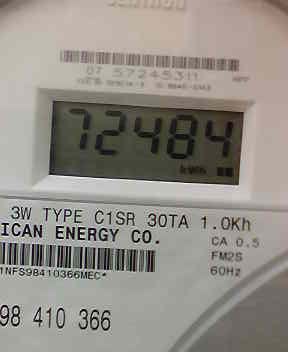 07 57245311
72484
kWH
3W TYPE C1SR 30TA 1.0Kh
ICAN ENERGY CO.
CA 0.5
FM2S
60Hz
1NFS98410366MEC*
98 410 366